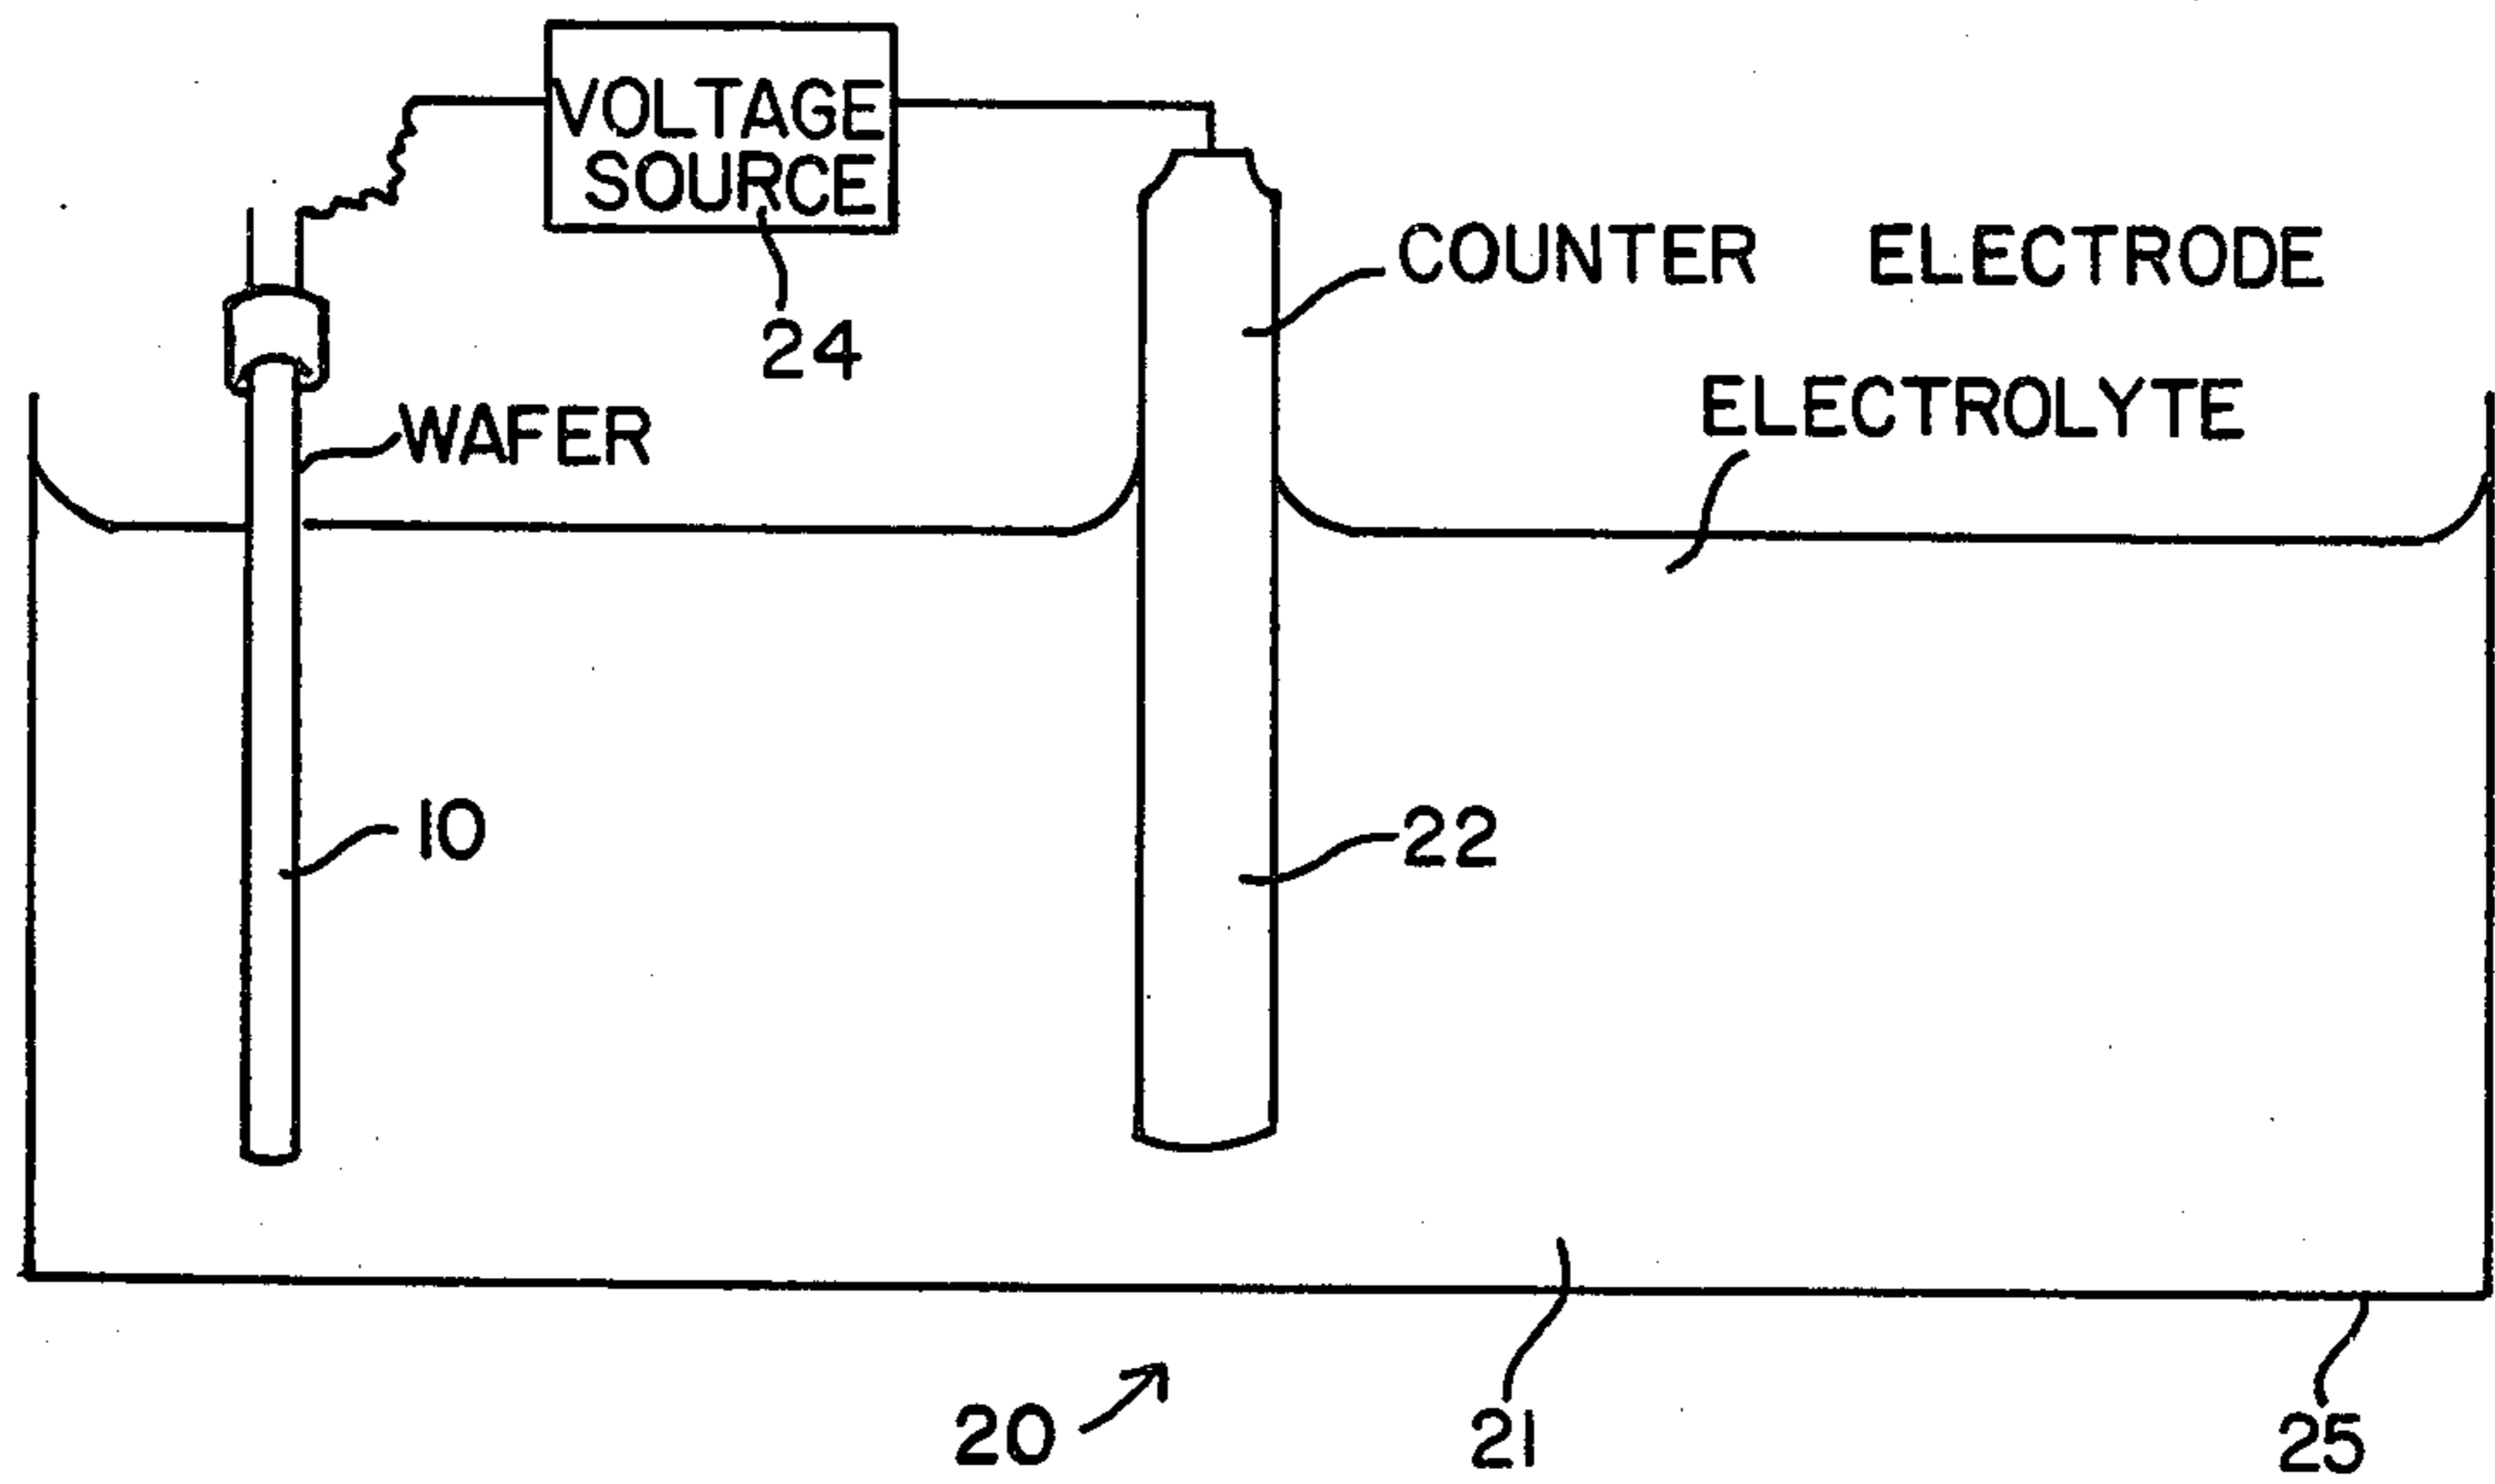 VOLTAGE
SOURCE
24
COUNTER ELECTRODE
ELECTROLYTE
WAFER
10
22
20
21
25